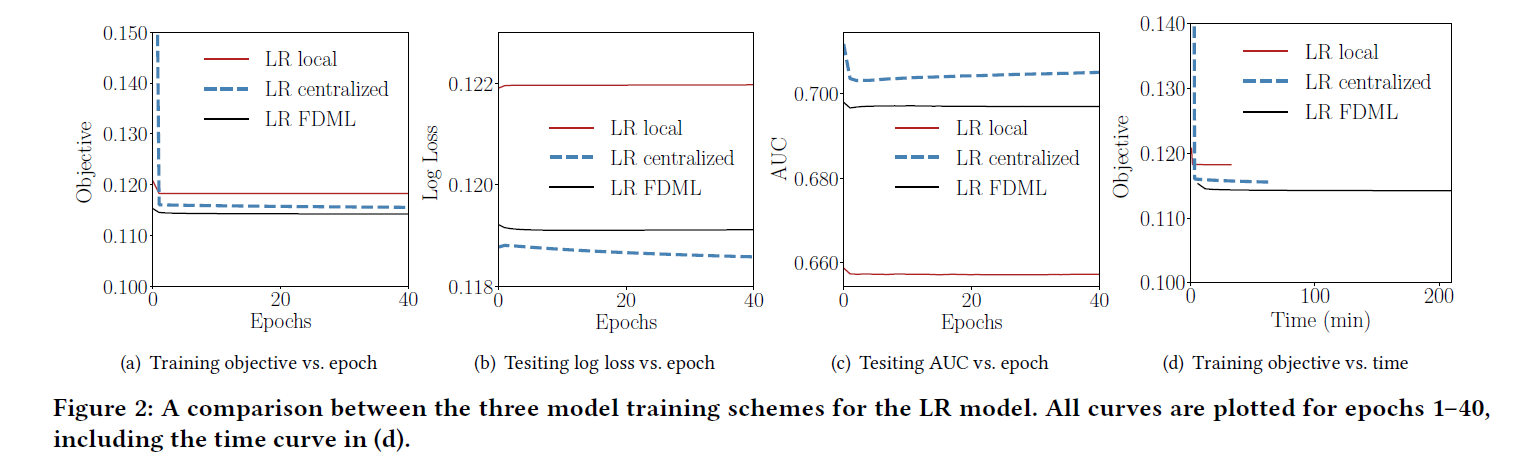 0.150
0.140
0.130
0.120
0.110
0.100
Objective
LR local
LR centralized
LR FDML
0
20
40
Epochs
(a) Training objective vs. epoch
0.122
0.120
0.118
Log Loss
LR local
LR centralized
LR FDML
0
20
40
Epochs
(b) Tesiting log loss vs. epoch
0.700
0.680
0.660
AUC
LR local
LR centralized
LR FDML
0
20
40
Epochs
(c) Tesiting AUC vs. epoch
0.140
0.130
0.120
0.110
0.100
Objective
LR local
LR centralized
LR FDML
0
100
200
Time (min)
(d) Training objective vs. time
Figure 2: A comparison between the three model training schemes for the LR model. All curves are plotted for epochs 1–40,
including the time curve in (d).